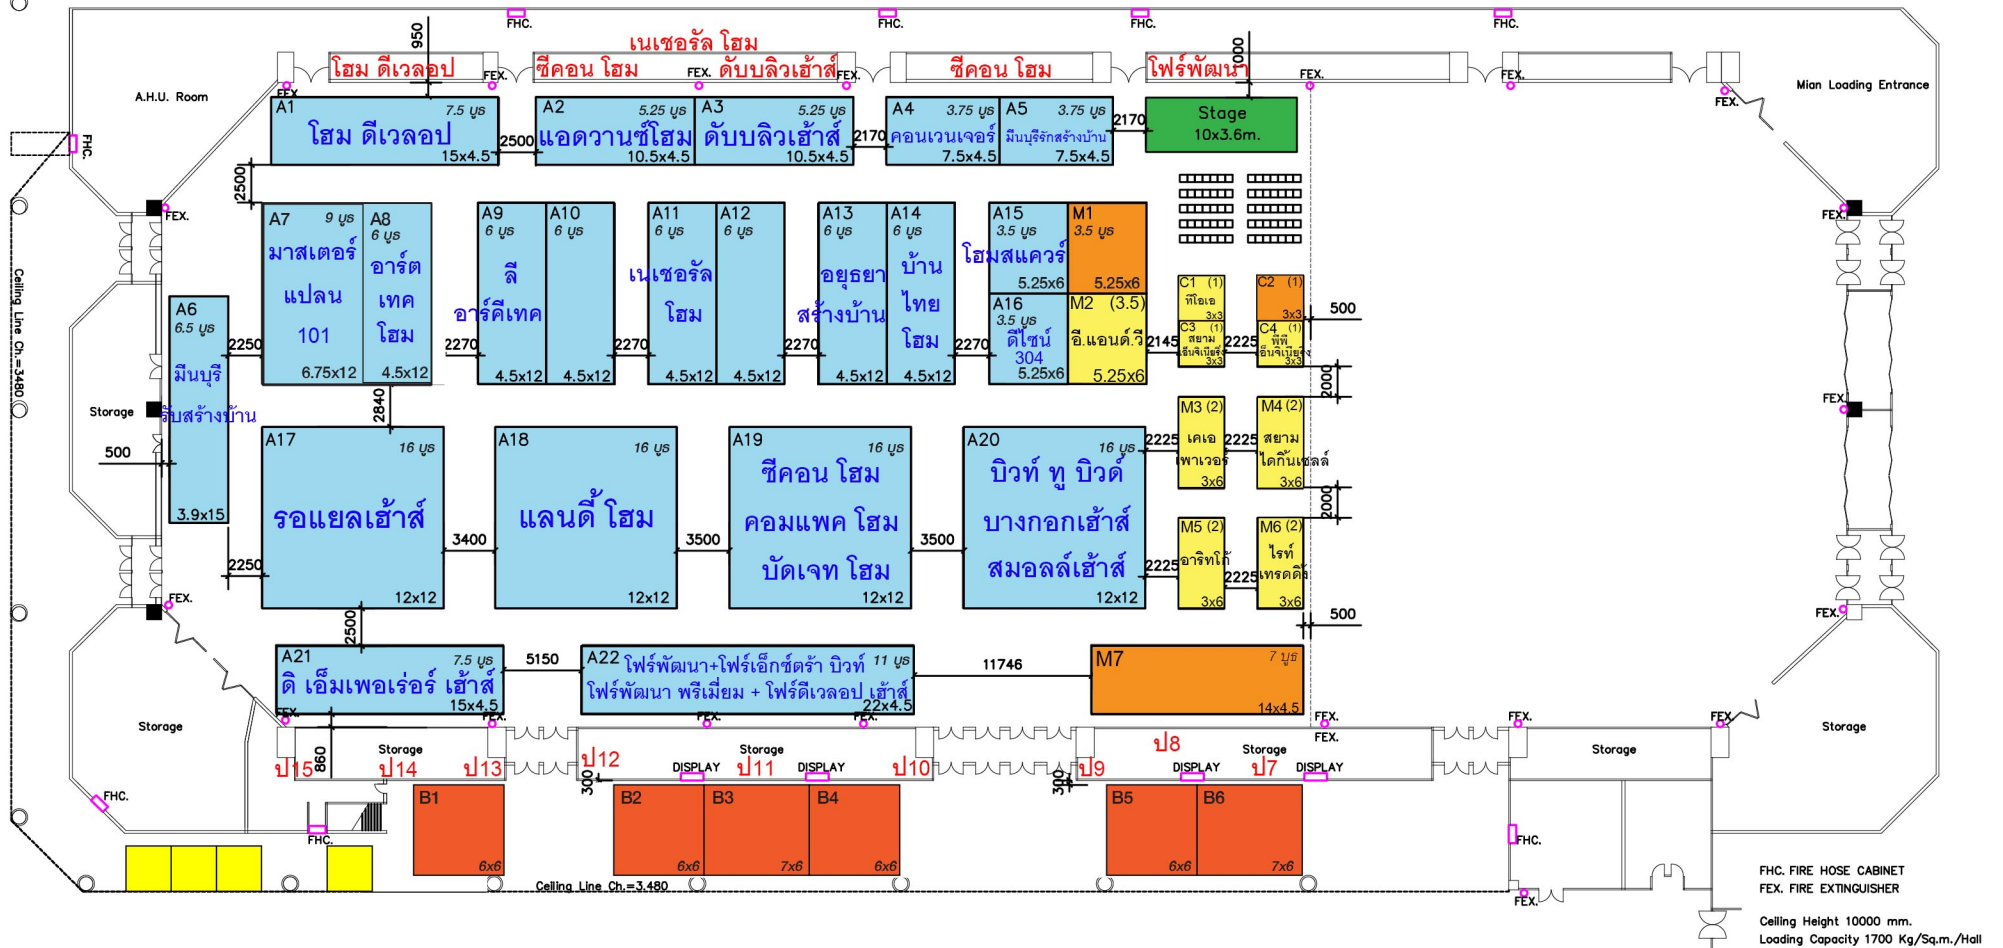 FHC.
FHC.
FHC.
FHC.
950
เนเชอรัล โฮม
1000
โฮม ดีเวลอป
FEX.
ซีคอน โฮม
FEX.
ดับบลิวเฮ้าส์
FEX.
ซีคอน โฮม
โฟร์พัฒนา
FEX.
FEX.
FEX.
FEX.
A.H.U. Room
Mian Loading Entrance
A1
7.5 บูธ
โฮม ดีเวลอป
15x4.5
2500
A2
5.25 บูธ
แอดวานซ์โฮม
10.5x4.5
A3
5.25 บูธ
ดับบลิวเฮ้าส์
10.5x4.5
2170
A4
3.75 บูธ
คอนเวนเจอร์
7.5x4.5
A5
3.75 บูธ
มีนบุรีรักสร้างบ้าน
7.5x4.5
2170
Stage
10x3.6m.
FHC.
2500
FEX.
FEX.
A7
9 บูธ
มาสเตอร์
แปลน
101
6.75x12
A8
6 บูธ
อาร์ต
เทค
โฮม
4.5x12
A9
6 บูธ
ลี
อาร์คีเทค
4.5x12
A10
6 บูธ
4.5x12
A11
6 บูธ
เนเชอรัล
โฮม
4.5x12
A12
6 บูธ
4.5x12
A13
6 บูธ
อยุธยา
สร้างบ้าน
4.5x12
A14
6 บูธ
บ้าน
ไทย
โฮม
4.5x12
A15
3.5 บูธ
โฮมสแควร์
5.25x6
M1
3.5 บูธ
5.25x6
A16
3.5 บูธ
ดีไซน์
304
5.25x6
M2 (3.5)
อี.แอนด์.วี
5.25x6
C1 (1)
ทีโอเอ
3x3
C2 (1)
3x3
C3 (1)
สยาม
เอ็นจิเนียริ่ง
3x3
C4 (1)
พีพี
เอ็นจิเนียริ่ง
3x3
500
2250
2270
2270
2270
2270
2145
2225
2000
Ceiling Line Ch.=3480
A6
6.5 บูธ
มีนบุรี
รับสร้างบ้าน
3.9x15
Storage
500
2840
FEX.
M3 (2)
เคเอ
เพาเวอร์
3x6
M4 (2)
สยาม
ไดกิ้นเซลล์
3x6
2225
2225
2000
A17
16 บูธ
รอแยลเฮ้าส์
12x12
3400
A18
16 บูธ
แลนดี้ โฮม
12x12
3500
A19
16 บูธ
ซีคอน โฮม
คอมแพค โฮม
บัดเจท โฮม
12x12
3500
A20
16 บูธ
บิวท์ ทู บิวด์
บางกอกเฮ้าส์
สมอลล์เฮ้าส์
12x12
2225
M5 (2)
อาริทโก้
3x6
2225
M6 (2)
ไรท์
เทรดดิ้ง
3x6
2250
FEX.
FEX.
2500
500
A21
7.5 บูธ
ดิ เอ็มเพอเร่อร์ เฮ้าส์
15x4.5
5150
A22
โฟร์พัฒนา+โฟร์เอ็กซ์ตร้า บิวท์
11 บูธ
โฟร์พัฒนา พรีเมี่ยม + โฟร์ดีเวลอป เฮ้าส์
22x4.5
11746
M7
7 บูธ
14x4.5
FEX.
FEX.
FEX.
FEX.
FEX.
FEX.
FEX.
FEX.
Storage
Storage
Storage
Storage
Storage
Storage
ป15
860
ป14
ป13
ป12
300
DISPLAY
ป11
DISPLAY
ป10
300
ป9
ป8
DISPLAY
ป7
DISPLAY
FHC.
FHC.
B1
6x6
B2
6x6
B3
7x6
B4
6x6
B5
6x6
B6
7x6
FHC.
Ceiling Line Ch.=3.480
FEX.
FHC. FIRE HOSE CABINET
FEX. FIRE EXTINGUISHER
Ceiling Height 10000 mm.
Loading Capacity 1700 Kg/Sq.m./Hall